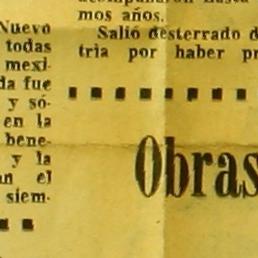 Nuevo
todas
mexi-
da fue
y só-
en la
bene-
y la
an el
siem-
mos años.
Salió desterrado d
tria por haber pr
Obras